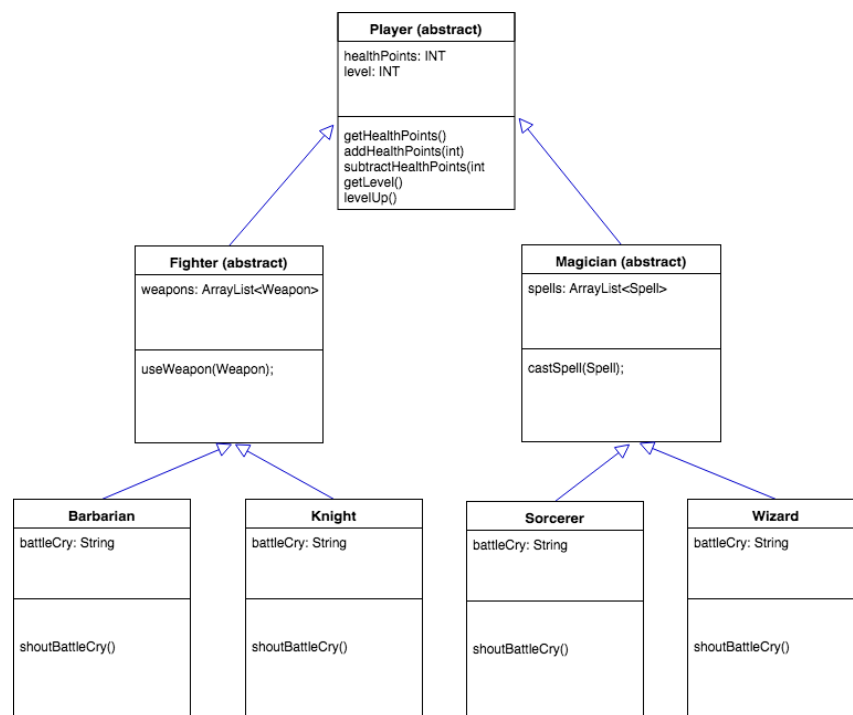 Player (abstract)
healthPoints: INT
level: INT
getHealthPoints()
addHealthPoints(int)
subtractHealthPoints(int
getLevel()
levelUp()
Fighter (abstract)
weapons: ArrayList<Weapon>
useWeapon(Weapon);
Magician (abstract)
spells: ArrayList<Spell>
castSpell(Spell);
Barbarian
battleCry: String
shoutBattleCry()
Knight
battleCry: String
shoutBattleCry()
Sorcerer
battleCry: String
shoutBattleCry()
Wizard
battleCry: String
shoutBattleCry()